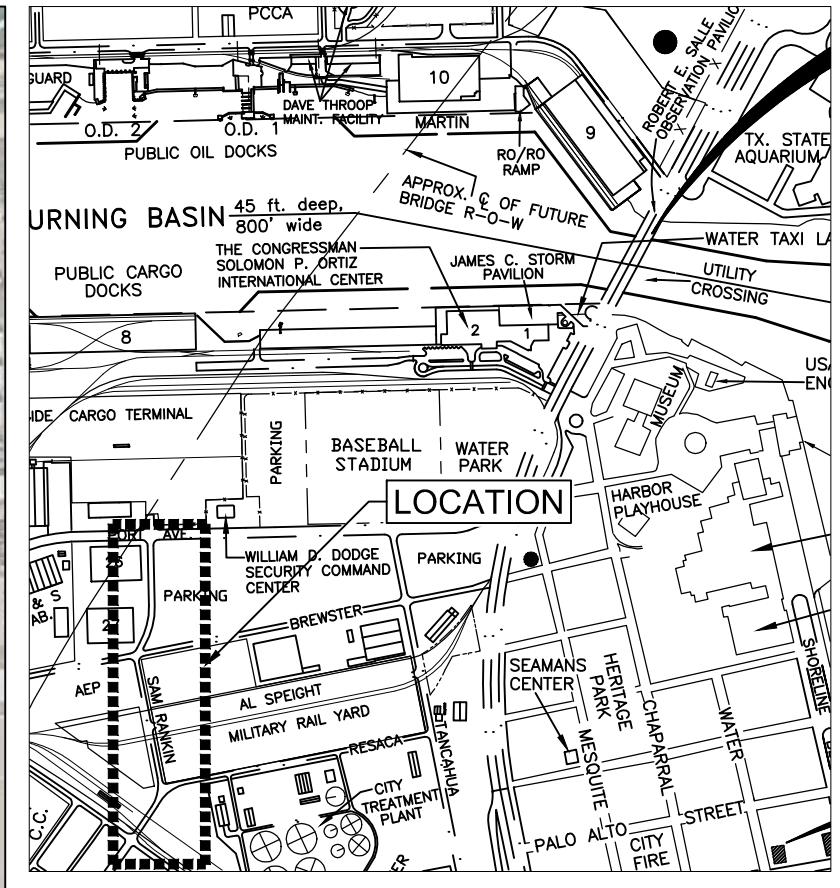 PCCA
GUARD
10
O.D. 2
O.D. 1
DAVE THROOP
MAINT. FACILITY
MARTIN
PUBLIC OIL DOCKS
RO/RO
RAMP
9
ROBERT E. SALLE
OBSERVATION PAVILIO
TX. STATE
AQUARIUM
APPROX. ℄ OF FUTURE
BRIDGE R-O-W
URNING BASIN
45 ft. deep,
800' wide
THE CONGRESSMAN
SOLOMON P. ORTIZ
INTERNATIONAL CENTER
JAMES C. STORM
PAVILION
WATER TAXI LA
UTILITY
CROSSING
PUBLIC CARGO
DOCKS
8
2
1
MUSEUM
USA
ENG
IDE CARGO TERMINAL
PARKING
BASEBALL
STADIUM
WATER
PARK
HARBOR
PLAYHOUSE
LOCATION
PORT AVE.
WILLIAM D. DODGE
SECURITY COMMAND
CENTER
PARKING
PARKING
S
&
AB.
BREWSTER
AEP
SAM RANKIN
AL SPEIGHT
MILITARY RAIL YARD
RESACA
TANCAHUA
SEAMANS
CENTER
HERITAGE
PARK
MESQUITE
CHAPARRAL
WATER
SHORELINE
CITY
TREATMENT
PLANT
C.C.
PALO ALTO
STREET
CITY
FIRE